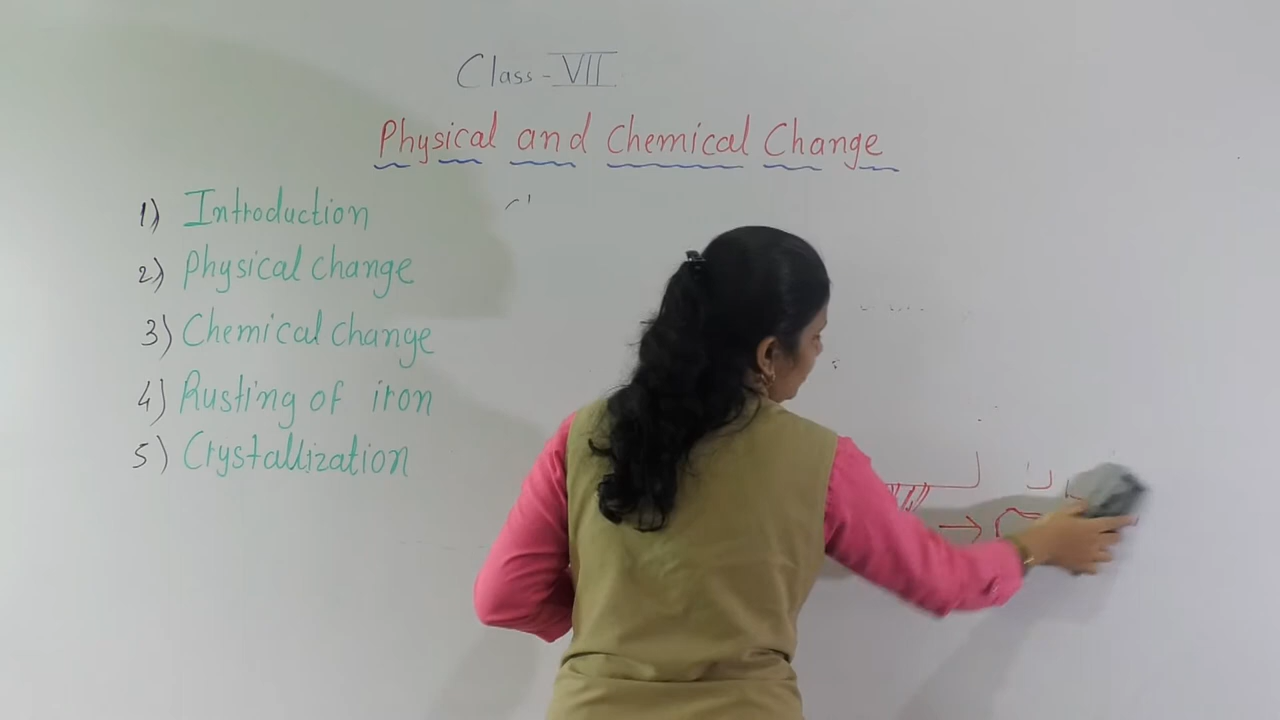 Class - VII
Physical and Chemical Change
1) Introduction
2) Physical change
3) Chemical change
4) Rusting of iron
5) Crystallization